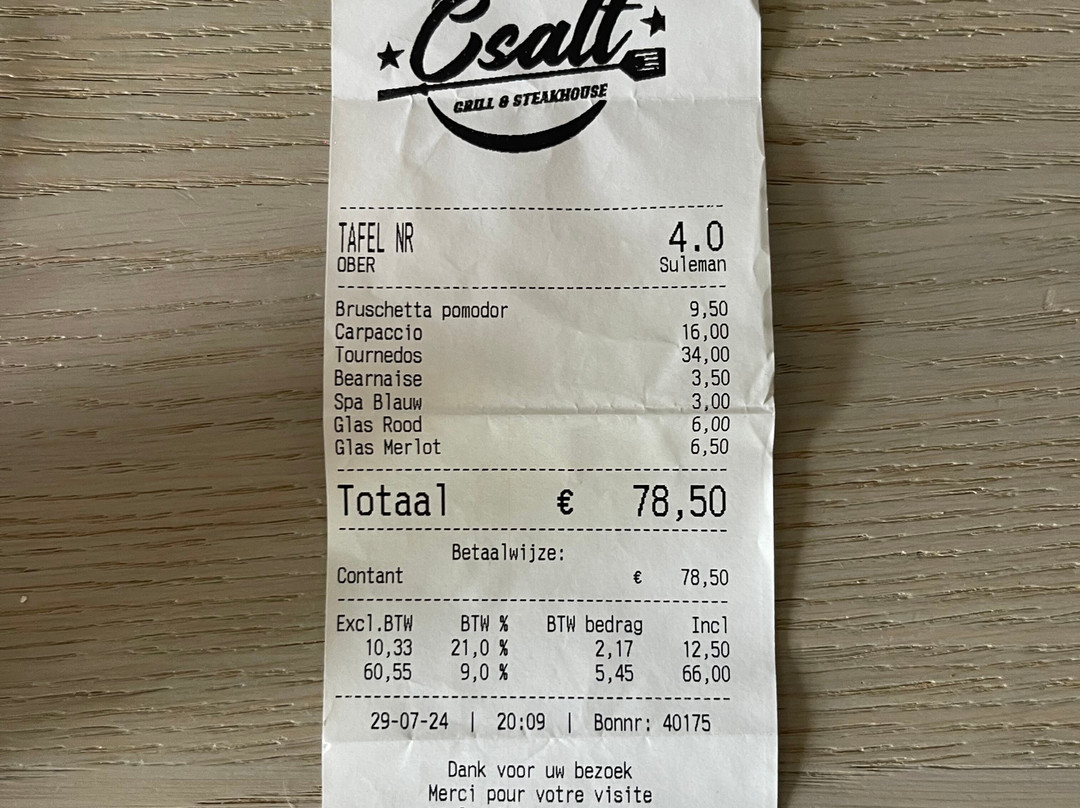 Csalt
GRILL & STEAKHOUSE
TAFEL NR 4.0
OBER Suleman
Bruschetta pomodor 9,50
Carpaccio 16,00
Tournedos 34,00
Bearnaise 3,50
Spa Blauw 3,00
Glas Rood 6,00
Glas Merlot 6,50
Totaal € 78,50
Betaalwijze:
Contant € 78,50
Excl.BTW BTW % BTW bedrag Incl
10,33 21,0 % 2,17 12,50
60,55 9,0 % 5,45 66,00
29-07-24 | 20:09 | Bonnr: 40175
Dank voor uw bezoek
Merci pour votre visite